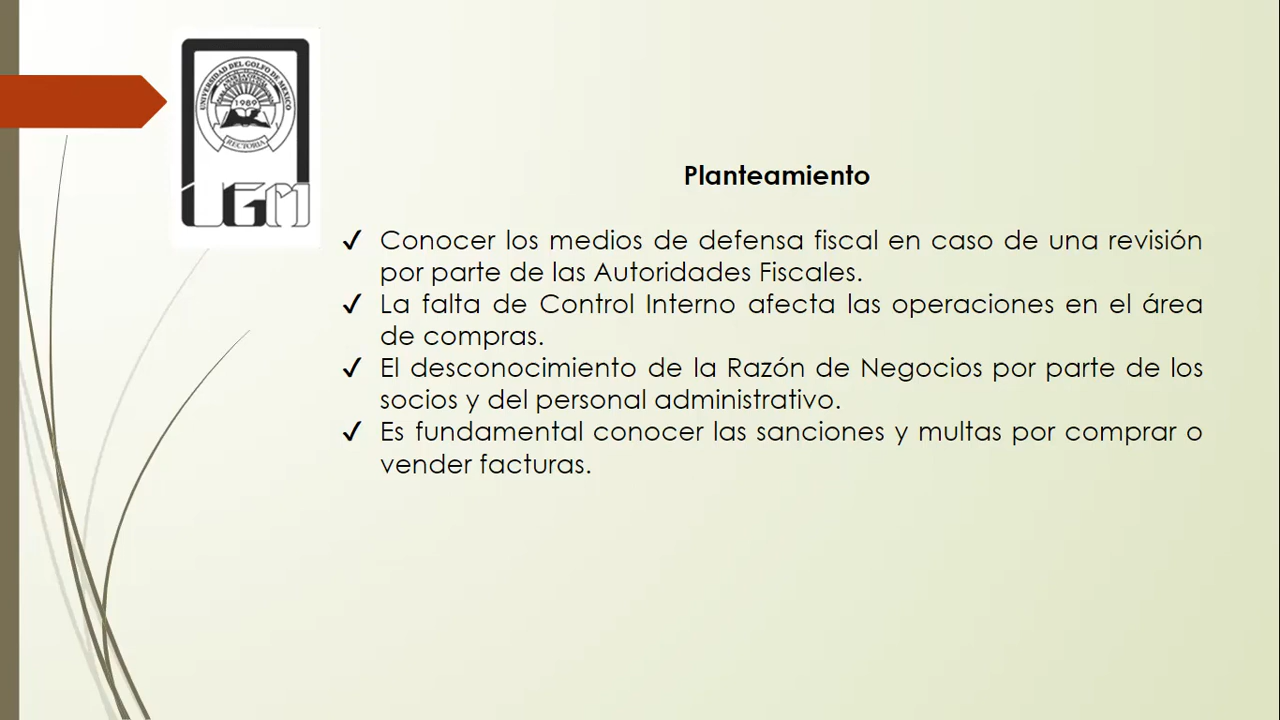 UNIVERSIDAD DEL GOLFO DE MEXICO
1989
RECTORIA
UGM
Planteamiento
✓ Conocer los medios de defensa fiscal en caso de una revisión
por parte de las Autoridades Fiscales.
✓ La falta de Control Interno afecta las operaciones en el área
de compras.
✓ El desconocimiento de la Razón de Negocios por parte de los
socios y del personal administrativo.
✓ Es fundamental conocer las sanciones y multas por comprar o
vender facturas.